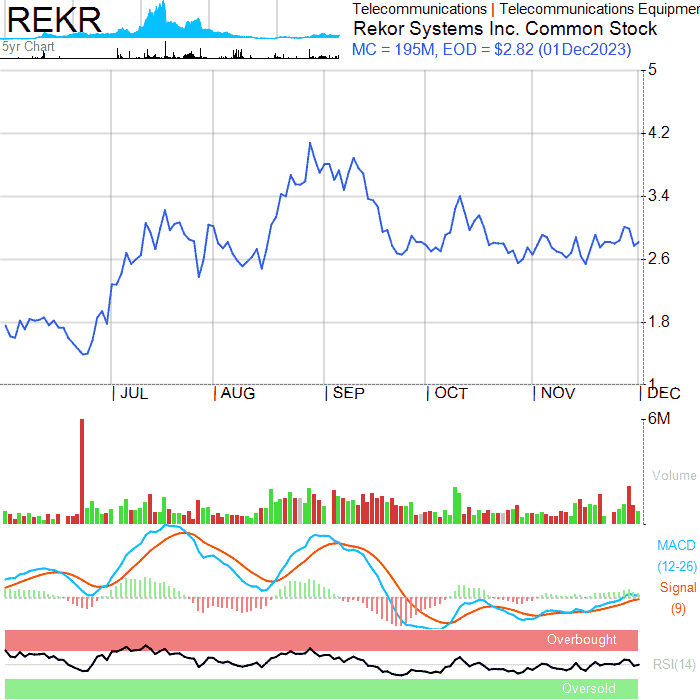 REKR
5yr Chart
Telecommunications | Telecommunications Equipmen
Rekor Systems Inc. Common Stock
MC = 195M, EOD = $2.82 (01Dec2023)
5
4.2
3.4
2.6
1.8
1
| JUL | AUG | SEP | OCT | NOV | DEC
6M
Volume
MACD
(12-26)
Signal
(9)
Overbought
RSI(14)
Oversold